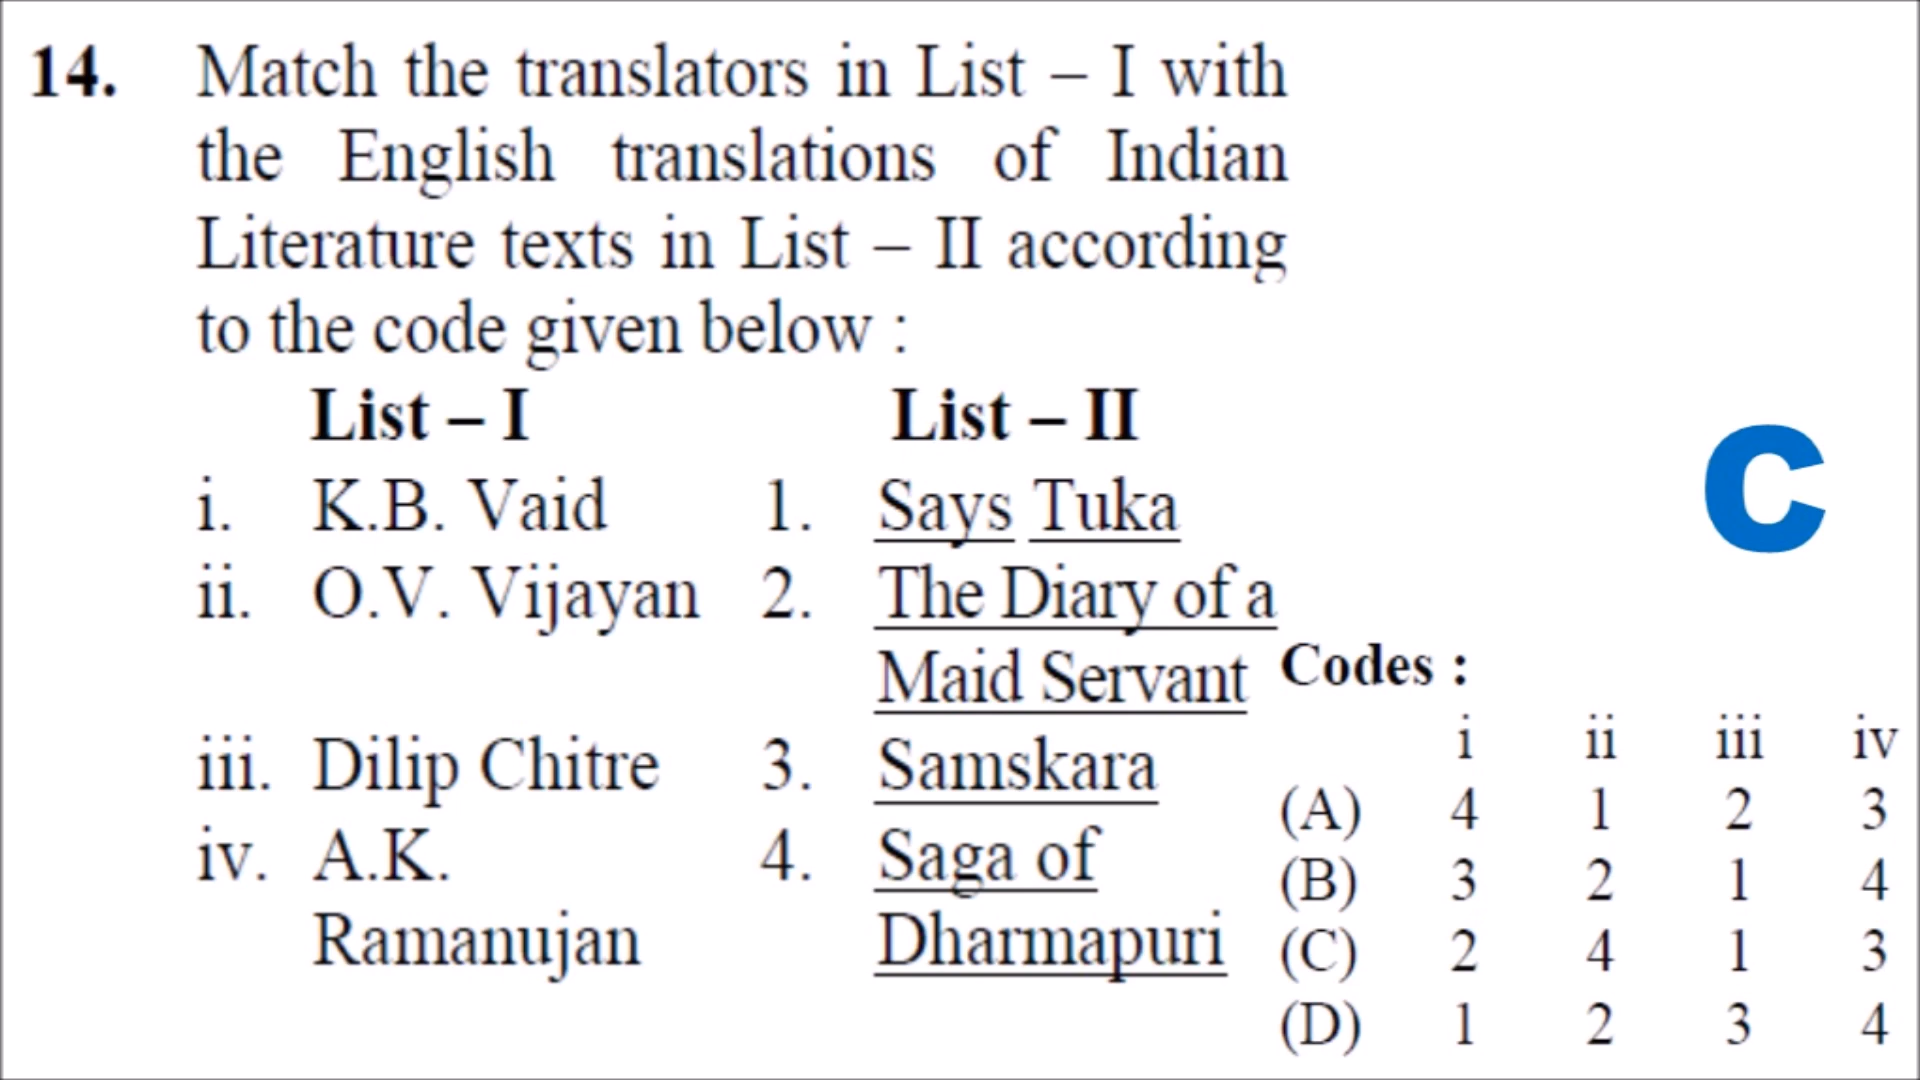 14. Match the translators in List – I with
the English translations of Indian
Literature texts in List – II according
to the code given below :
List – I List – II
i. K.B. Vaid 1. Says Tuka
ii. O.V. Vijayan 2. The Diary of a
Maid Servant
iii. Dilip Chitre 3. Samskara
iv. A.K. 4. Saga of
Ramanujan Dharmapuri
C
Codes :
i ii iii iv
(A) 4 1 2 3
(B) 3 2 1 4
(C) 2 4 1 3
(D) 1 2 3 4